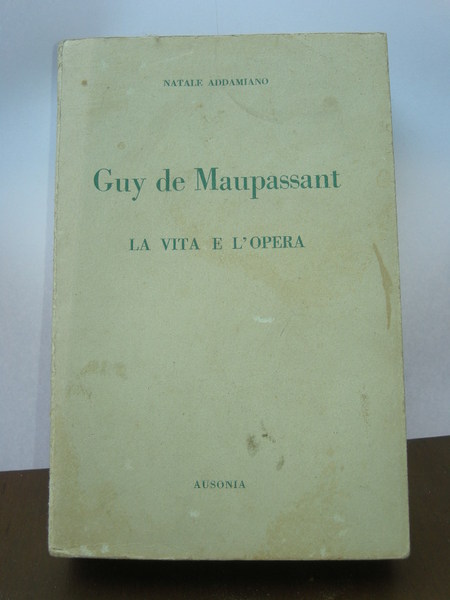 NATALE ADDAMIANO
Guy de Maupassant
LA VITA E L'OPERA
AUSONIA